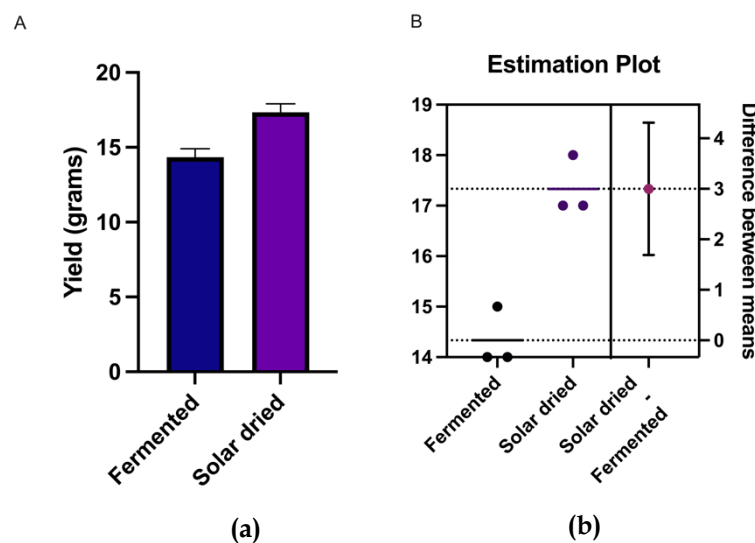 A
20
15
10
5
0
Yield (grams)
Fermented
Solar dried
(a)
B
Estimation Plot
19
18
17
16
15
14
4
3
2
1
0
Difference between means
Fermented
Solar dried
Solar dried
-
Fermented
(b)